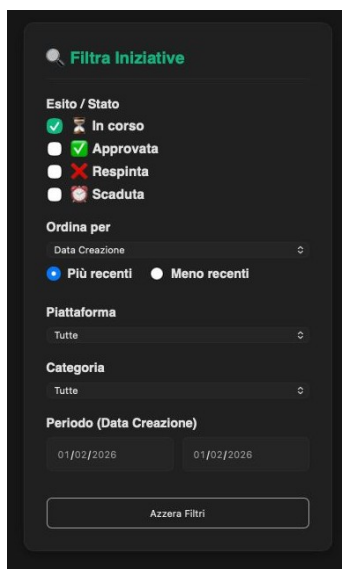 Filtra Iniziative
Esito / Stato
In corso
Approvata
Respinta
Scaduta
Ordina per
Data Creazione
Più recenti Meno recenti
Piattaforma
Tutte
Categoria
Tutte
Periodo (Data Creazione)
01/02/2026 01/02/2026
Azzera Filtri